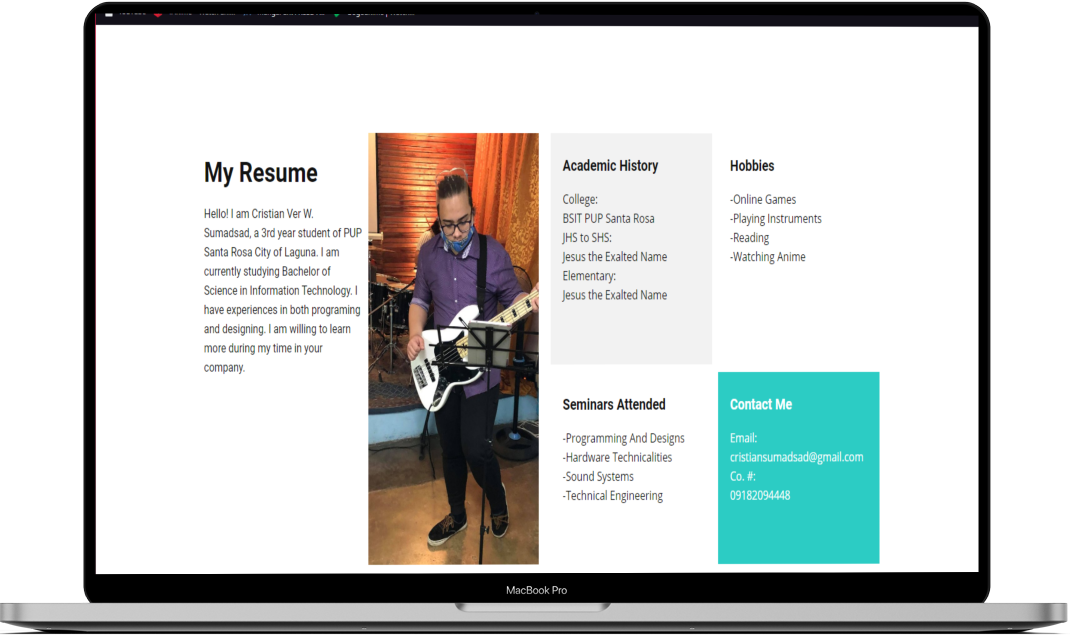 My Resume
Hello! I am Cristian Ver W.
Sumadsad, a 3rd year student of PUP
Santa Rosa City of Laguna. I am
currently studying Bachelor of
Science in Information Technology. I
have experiences in both programing
and designing. I am willing to learn
more during my time in your
company.
Academic History
College:
BSIT PUP Santa Rosa
JHS to SHS:
Jesus the Exalted Name
Elementary:
Jesus the Exalted Name
Hobbies
-Online Games
-Playing Instruments
-Reading
-Watching Anime
Seminars Attended
-Programming And Designs
-Hardware Technicalities
-Sound Systems
-Technical Engineering
Contact Me
Email:
cristiansumadsad@gmail.com
Co. #:
09182094448
MacBook Pro